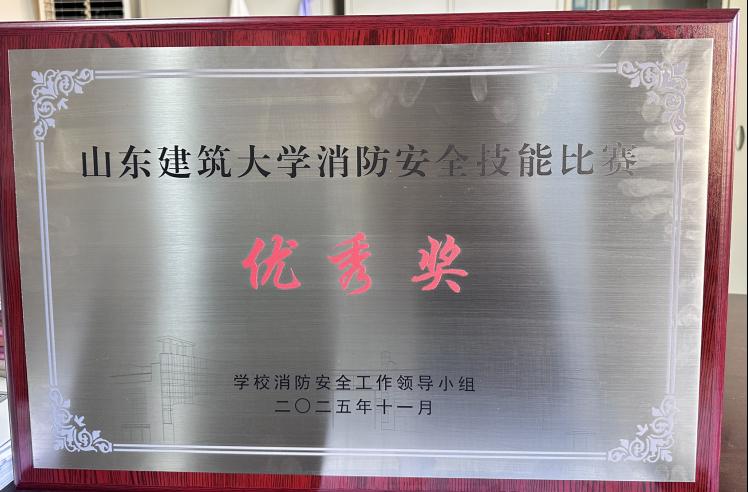 山东建筑大学消防安全技能比赛
优秀奖
学校消防安全工作领导小组
二〇二五年十一月